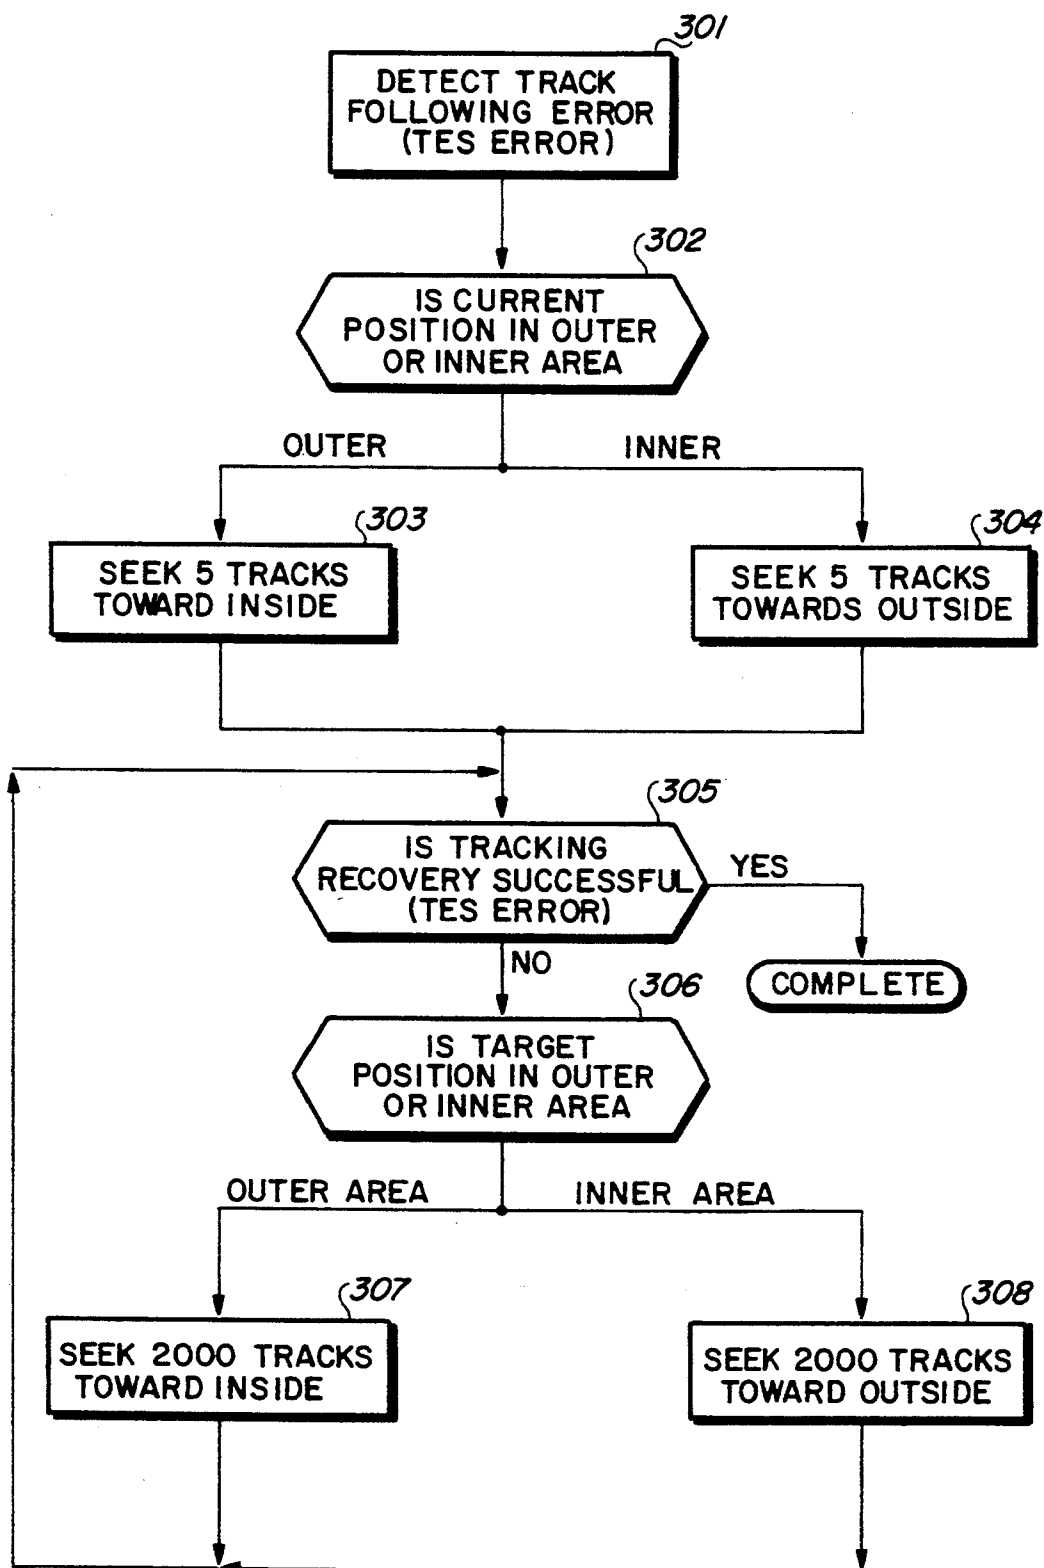 301
DETECT TRACK
FOLLOWING ERROR
(TES ERROR)
302
IS CURRENT
POSITION IN OUTER
OR INNER AREA
OUTER
INNER
303
SEEK 5 TRACKS
TOWARD INSIDE
304
SEEK 5 TRACKS
TOWARDS OUTSIDE
305
IS TRACKING
RECOVERY SUCCESSFUL
(TES ERROR)
YES
COMPLETE
NO
306
IS TARGET
POSITION IN OUTER
OR INNER AREA
OUTER AREA
INNER AREA
307
SEEK 2000 TRACKS
TOWARD INSIDE
308
SEEK 2000 TRACKS
TOWARD OUTSIDE